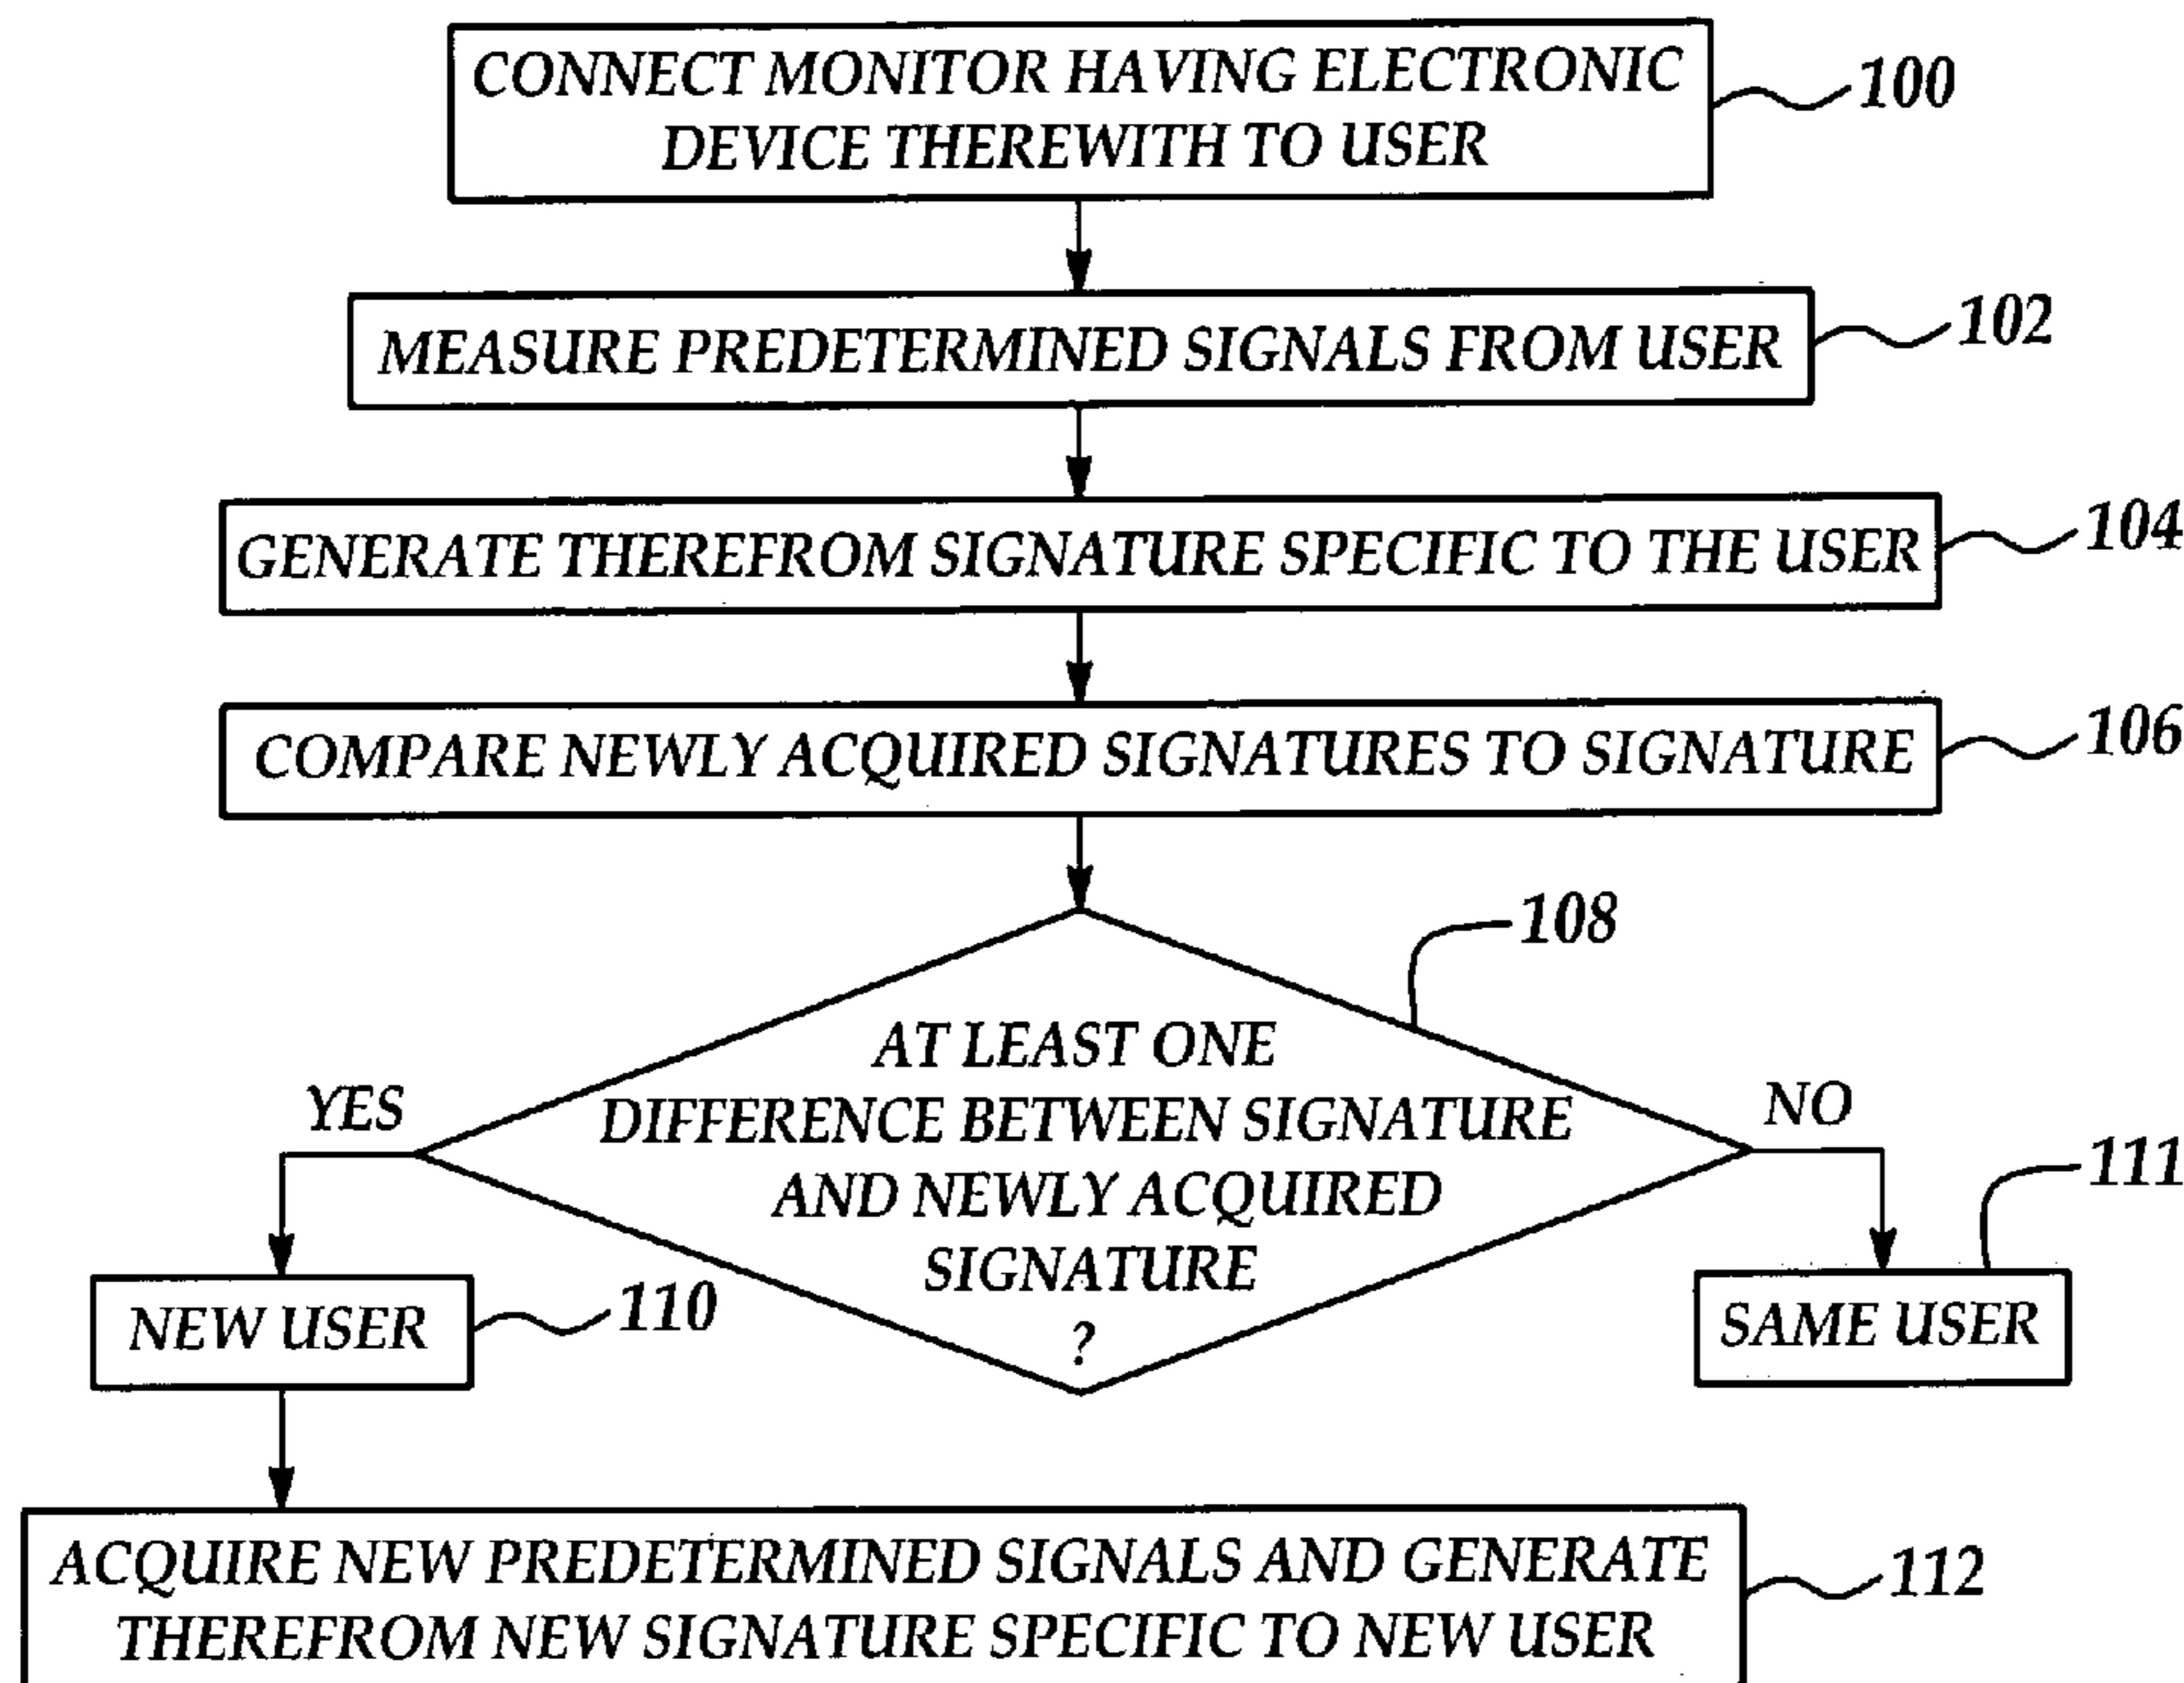 CONNECT MONITOR HAVING ELECTRONIC
DEVICE THEREWITH TO USER
100
MEASURE PREDETERMINED SIGNALS FROM USER
102
GENERATE THEREFROM SIGNATURE SPECIFIC TO THE USER
104
COMPARE NEWLY ACQUIRED SIGNATURES TO SIGNATURE
106
108
AT LEAST ONE
DIFFERENCE BETWEEN SIGNATURE
AND NEWLY ACQUIRED
SIGNATURE
?
YES
NO
111
NEW USER
110
SAME USER
ACQUIRE NEW PREDETERMINED SIGNALS AND GENERATE
THEREFROM NEW SIGNATURE SPECIFIC TO NEW USER
112